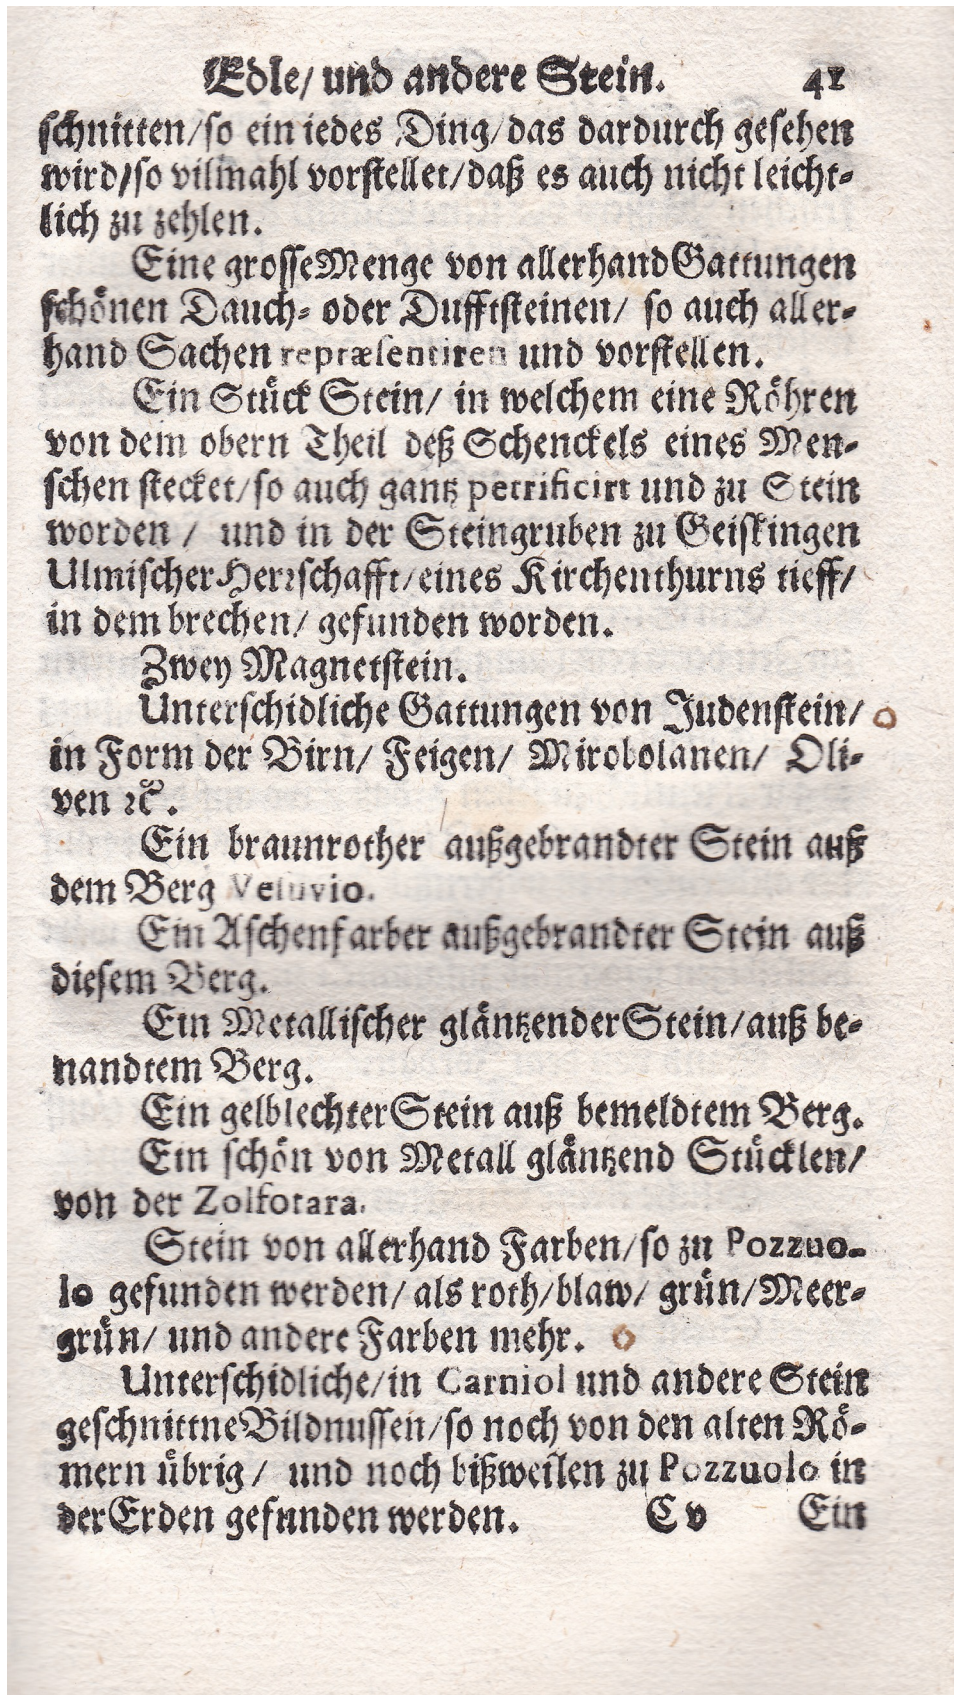 Edle/ und andere Stein. 41
schnitten/so ein iedes Ding/das dardurch gesehen
wird/so vilmahl vorstellet/daß es auch nicht leicht-
lich zu zehlen.
Eine grosse Menge von allerhand Gattungen
schönen Dauch- oder Dufftsteinen/ so auch aller-
hand Sachen repræsentiren und vorstellen.
Ein Stück Stein/ in welchem eine Röhren
von dem obern Theil deß Schenckels eines Men-
schen stecket/so auch gantz petrificirt und zu Stein
worden / und in der Steingruben zu Geiskingen
Ulmischer Herrschafft/eines Kirchenthurns tieff/
in dem brechen/ gefunden worden.
Zwey Magnetstein.
Unterschidliche Gattungen von Judenstein/
in Form der Birn/ Feigen/ Mirobolanen/ Oli-
ven ꝛc.
Ein braunrother außgebrandter Stein auß
dem Berg Vesuvio.
Ein Aschenfarber außgebrandter Stein auß
diesem Berg.
Ein Metallischer gläntzender Stein/auß be-
nandtem Berg.
Ein gelblechter Stein auß bemeldtem Berg.
Ein schön von Metall gläntzend Stücklen/
von der Zolfotara.
Stein von allerhand Farben/so zu Pozzuo-
lo gefunden werden/ als roth/blaw/ grün/Meer-
grün/ und andere Farben mehr.
Unterschidliche/in Carniol und andere Stein
geschnittne Bildnussen/so noch von den alten Rö-
mern übrig / und noch bißweilen zu Pozzuolo in
der Erden gefunden werden. C v Ein